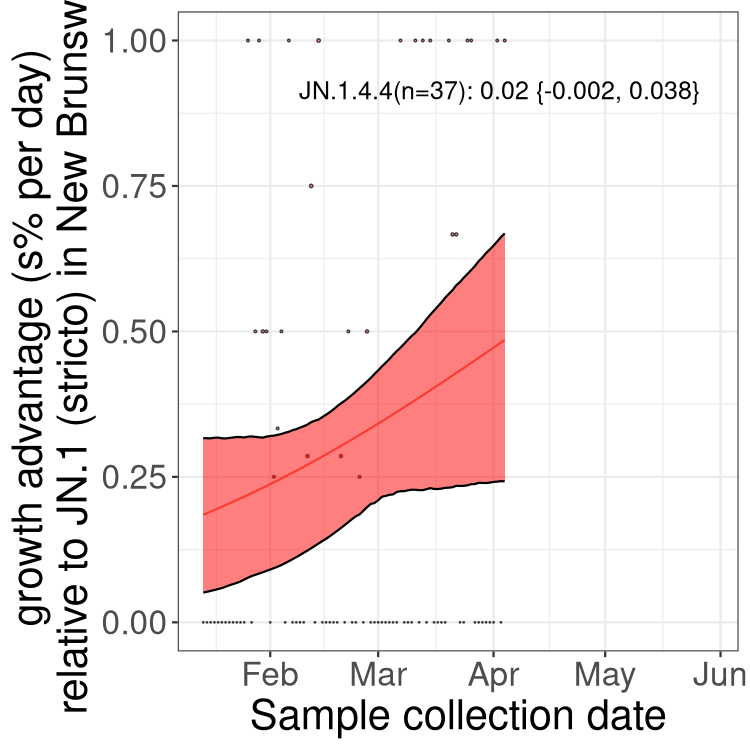 growth advantage (s% per day)
relative to JN.1 (stricto) in New Brunsw
1.00
0.75
0.50
0.25
0.00
JN.1.4.4(n=37): 0.02 {-0.002, 0.038}
Feb Mar Apr May Jun
Sample collection date